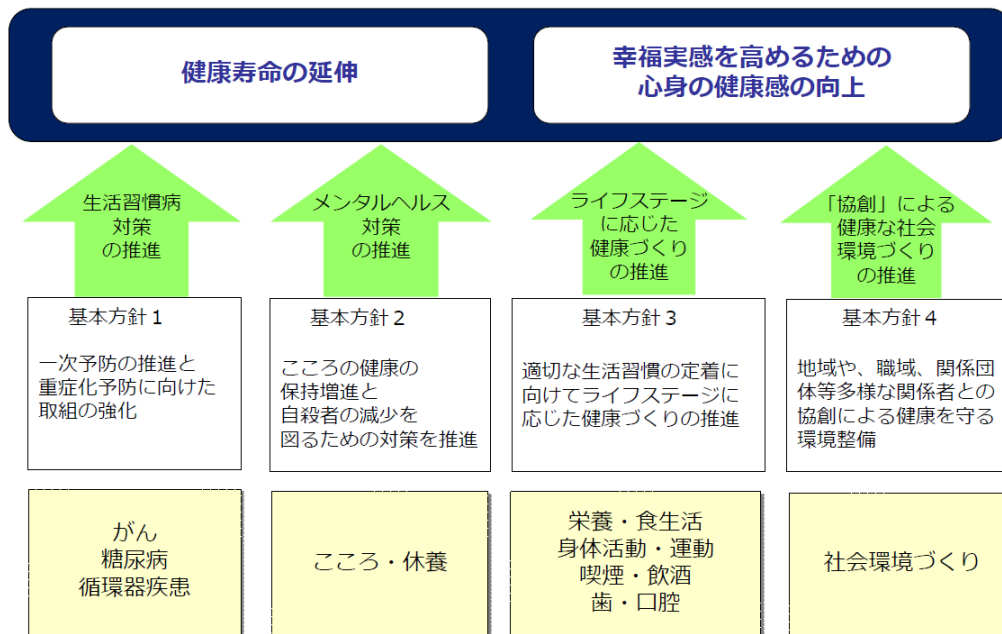 健康寿命の延伸
幸福実感を高めるための
心身の健康感の向上
生活習慣病
対策
の推進
メンタルヘルス
対策
の推進
ライフステージ
に応じた
健康づくり
の推進
「協創」による
健康な社会
環境づくり
の推進
基本方針１
一次予防の推進と
重症化予防に向けた
取組の強化
基本方針２
こころの健康の
保持増進と
自殺者の減少を
図るための対策を推進
基本方針３
適切な生活習慣の定着に
向けてライフステージに
応じた健康づくりの推進
基本方針４
地域や、職域、関係団
体等多様な関係者との
協創による健康を守る
環境整備
がん
糖尿病
循環器疾患
こころ・休養
栄養・食生活
身体活動・運動
喫煙・飲酒
歯・口腔
社会環境づくり